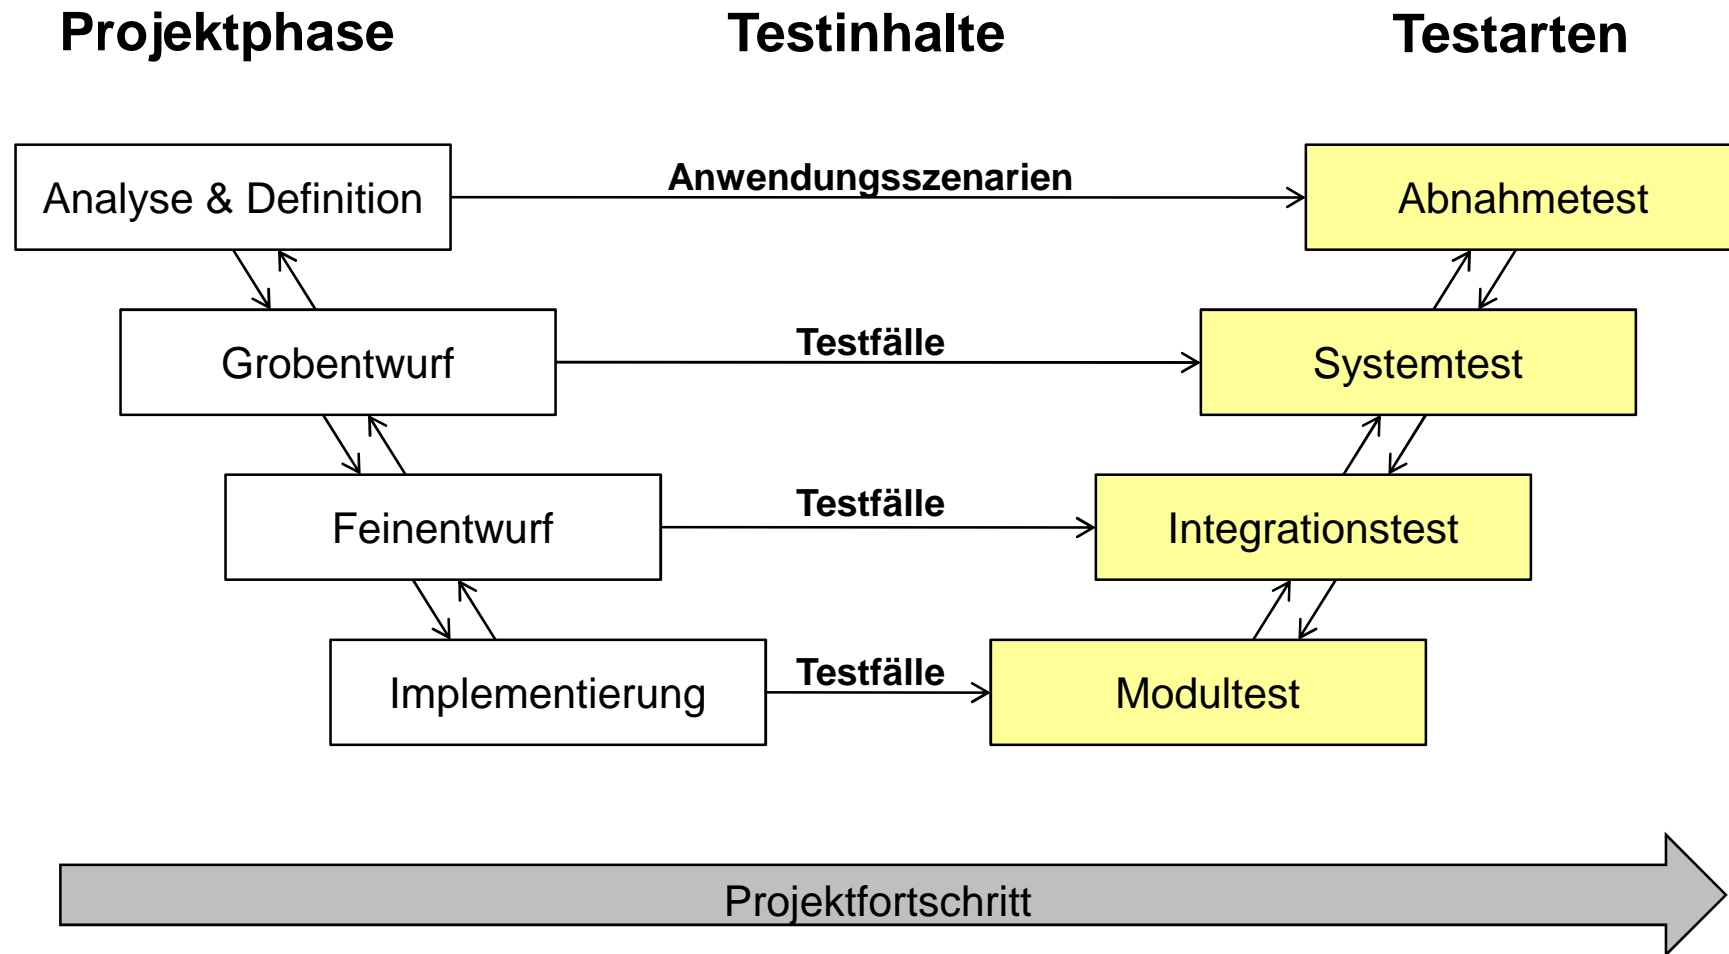 Projektphase
Testinhalte
Testarten
Analyse & Definition
Anwendungsszenarien
Abnahmetest
Grobentwurf
Testfälle
Systemtest
Feinentwurf
Testfälle
Integrationstest
Implementierung
Testfälle
Modultest
Projektfortschritt